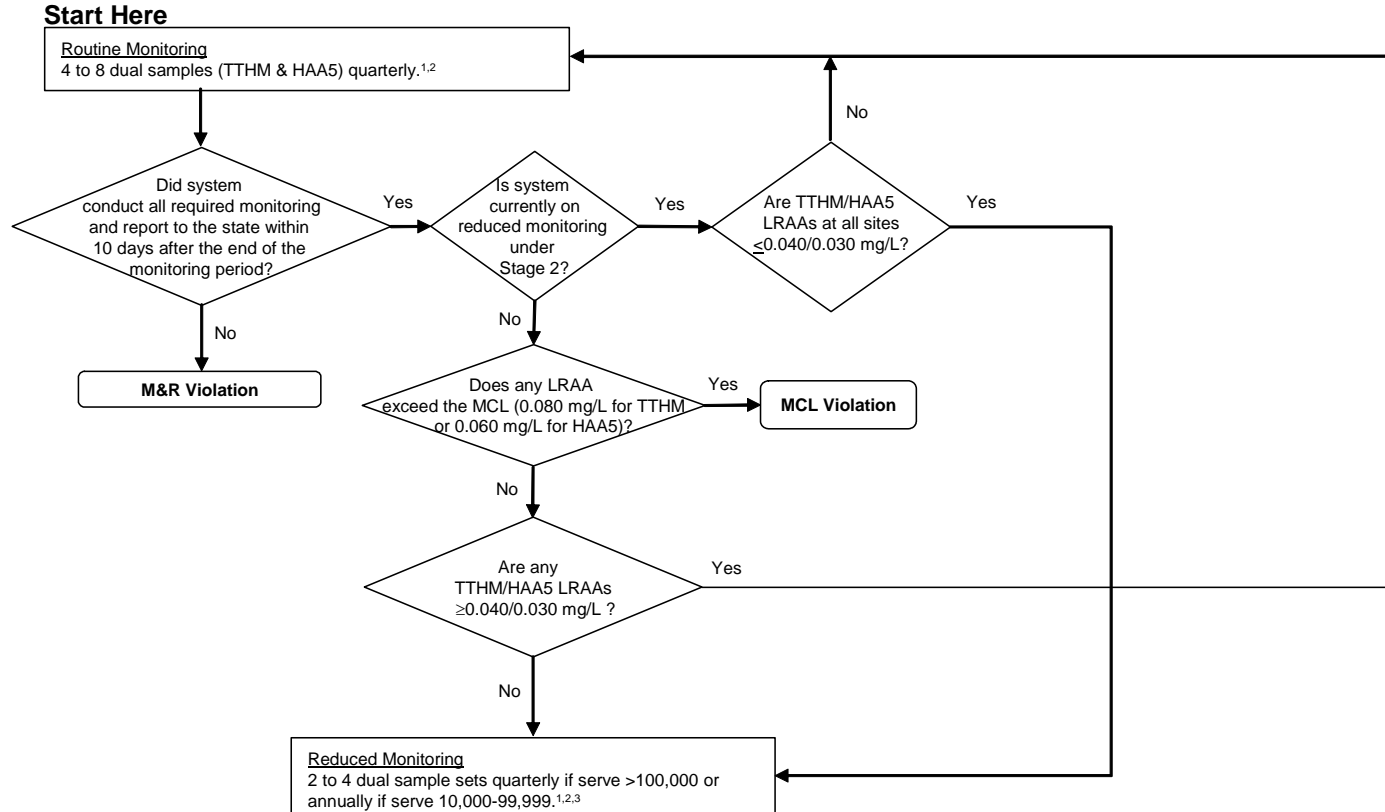 Start Here
Routine Monitoring
4 to 8 dual samples (TTHM & HAA5) quarterly.1,2
No
Did system
conduct all required monitoring
and report to the state within
10 days after the end of the
monitoring period?
Yes
Is system
currently on
reduced monitoring
under
Stage 2?
Yes
Are TTHM/HAA5
LRAAs at all sites
≤0.040/0.030 mg/L?
Yes
No
No
M&R Violation
Does any LRAA
exceed the MCL (0.080 mg/L for TTHM
or 0.060 mg/L for HAA5)?
Yes
MCL Violation
No
Are any
TTHM/HAA5 LRAAs
≥0.040/0.030 mg/L ?
Yes
No
Reduced Monitoring
2 to 4 dual sample sets quarterly if serve >100,000 or
annually if serve 10,000-99,999.1,2,3